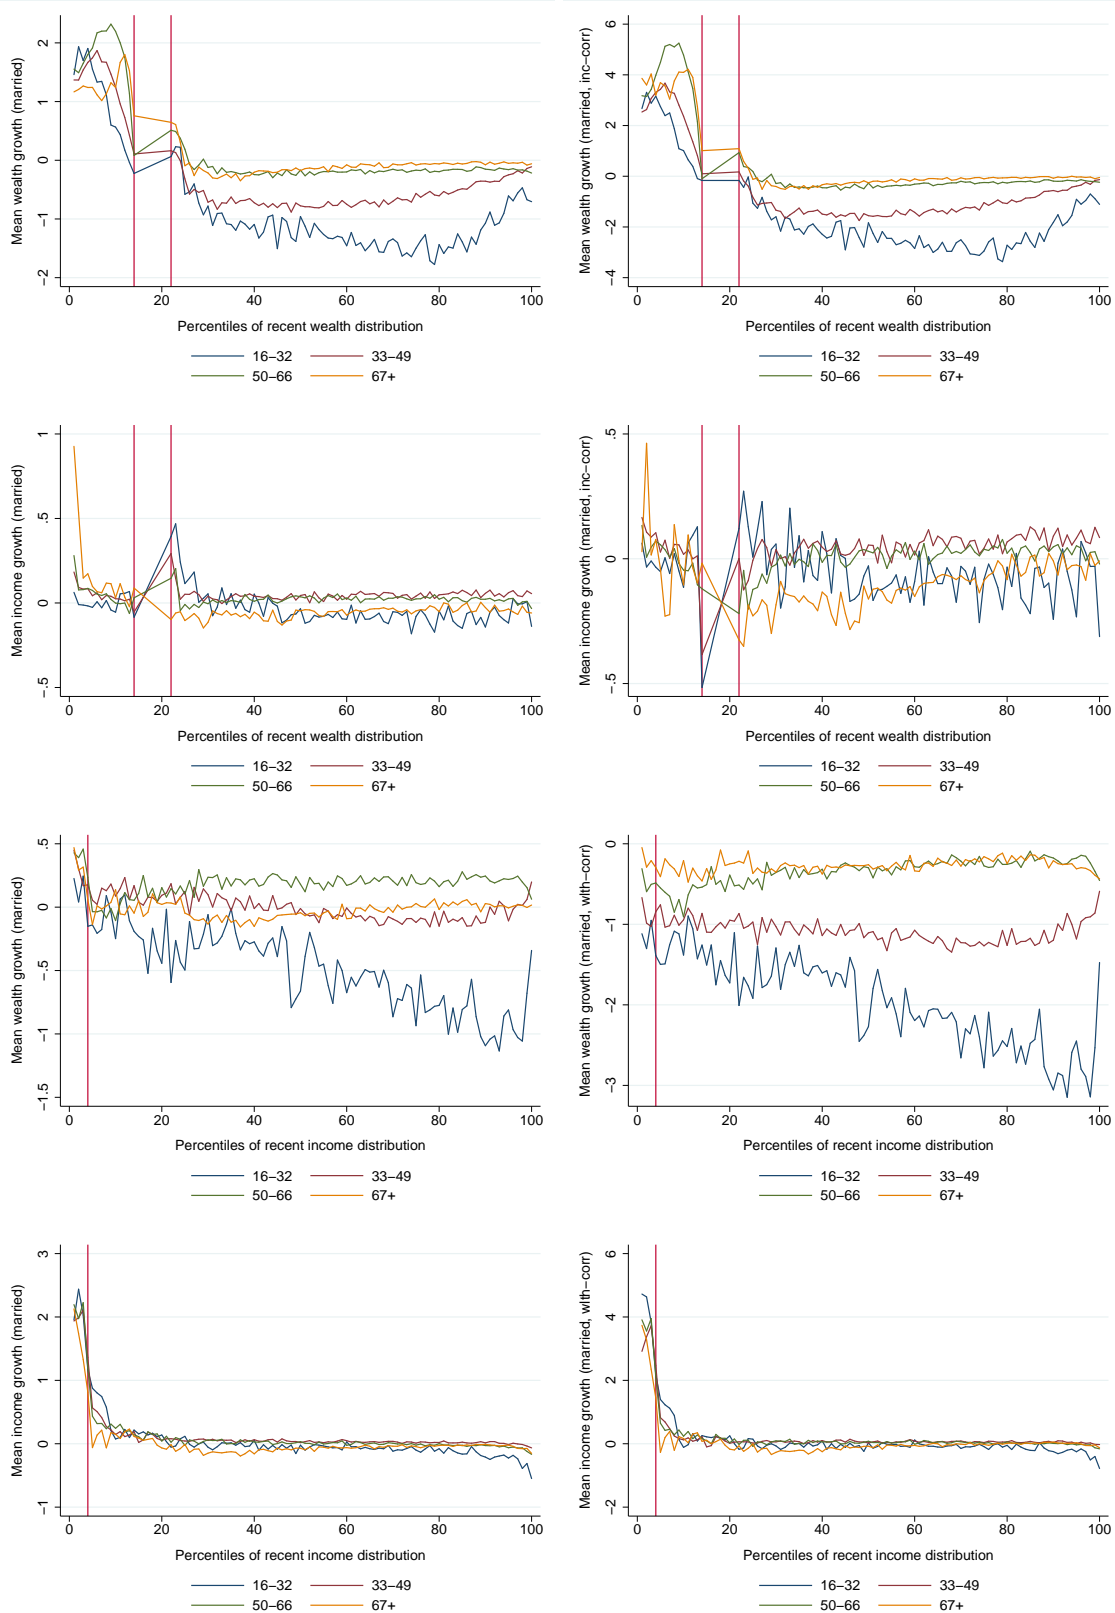 Mean wealth growth (married)
2
1
0
−1
−2
0 20 40 60 80 100
Percentiles of recent wealth distribution
16−32 33−49
50−66 67+
Mean wealth growth (married, inc−corr)
6
4
2
0
−2
−4
0 20 40 60 80 100
Percentiles of recent wealth distribution
16−32 33−49
50−66 67+
Mean income growth (married)
1
.5
0
−.5
0 20 40 60 80 100
Percentiles of recent wealth distribution
16−32 33−49
50−66 67+
Mean income growth (married, inc−corr)
.5
0
−.5
0 20 40 60 80 100
Percentiles of recent wealth distribution
16−32 33−49
50−66 67+
Mean wealth growth (married)
.5
0
−.5
−1
−1.5
0 20 40 60 80 100
Percentiles of recent income distribution
16−32 33−49
50−66 67+
Mean wealth growth (married, wlth−corr)
0
−1
−2
−3
0 20 40 60 80 100
Percentiles of recent income distribution
16−32 33−49
50−66 67+
Mean income growth (married)
3
2
1
0
−1
0 20 40 60 80 100
Percentiles of recent income distribution
16−32 33−49
50−66 67+
Mean income growth (married, wlth−corr)
6
4
2
0
−2
0 20 40 60 80 100
Percentiles of recent income distribution
16−32 33−49
50−66 67+